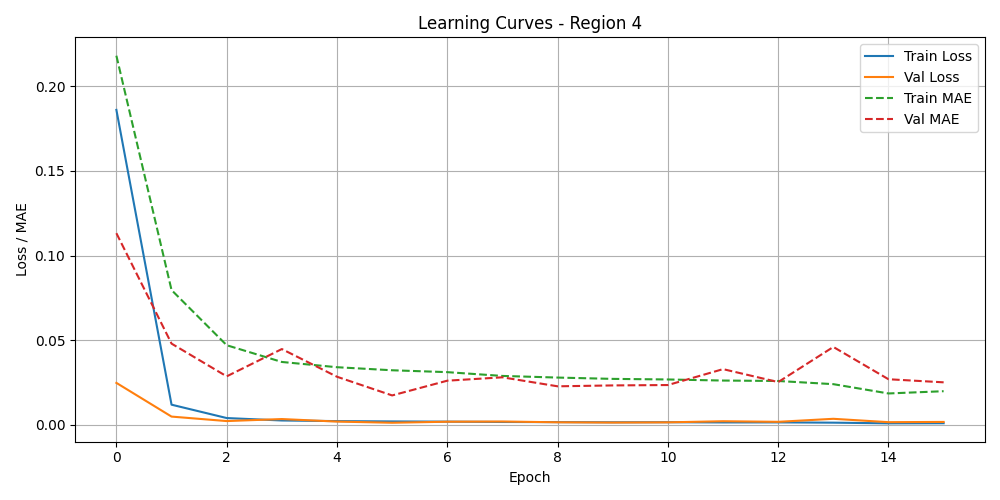 Learning Curves - Region 4
Train Loss
Val Loss
Train MAE
Val MAE
Loss / MAE
0.20
0.15
0.10
0.05
0.00
0 2 4 6 8 10 12 14
Epoch